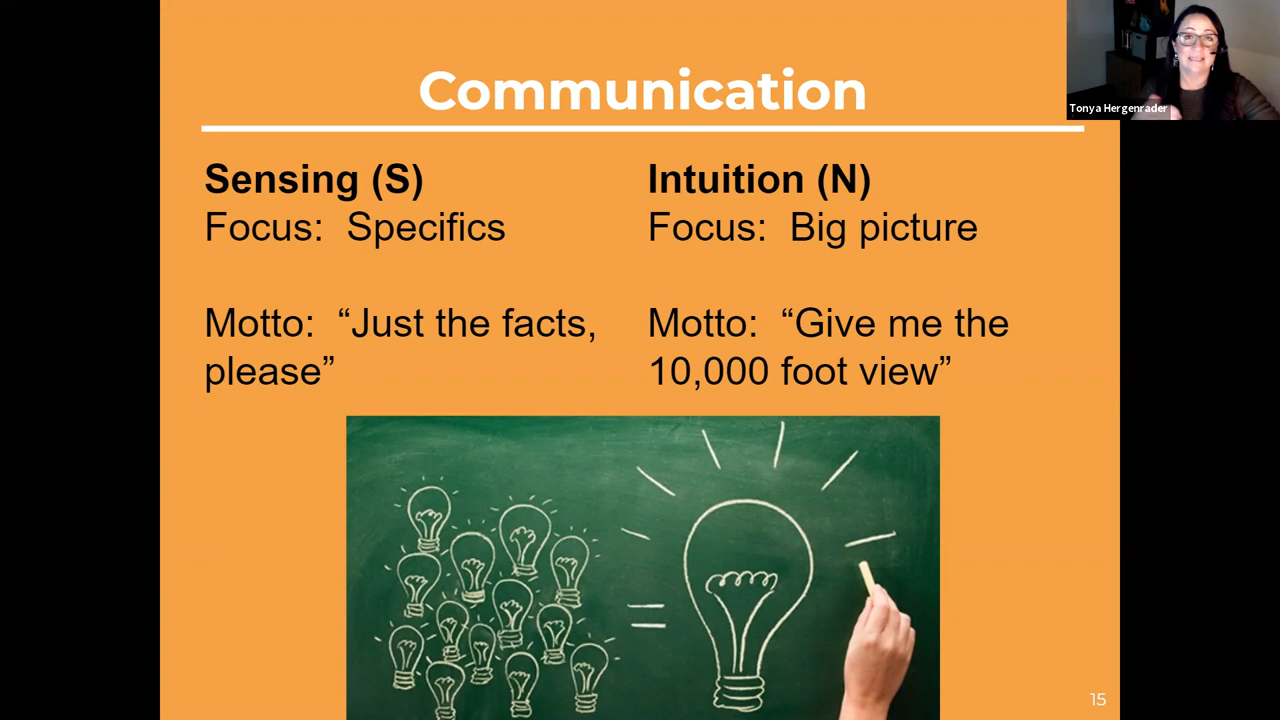 Communication
Tonya Hergenrader
Sensing (S)
Focus:  Specifics
Motto:  “Just the facts,
please”
Intuition (N)
Focus:  Big picture
Motto:  “Give me the
10,000 foot view”
15